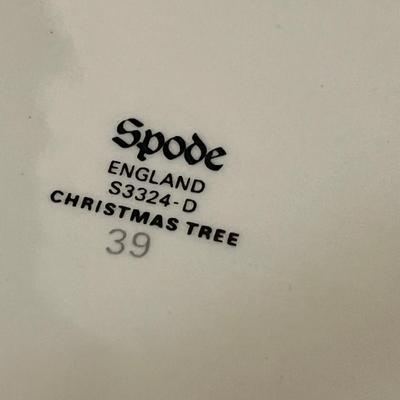 Spode
ENGLAND
S3324-D
CHRISTMAS TREE
39